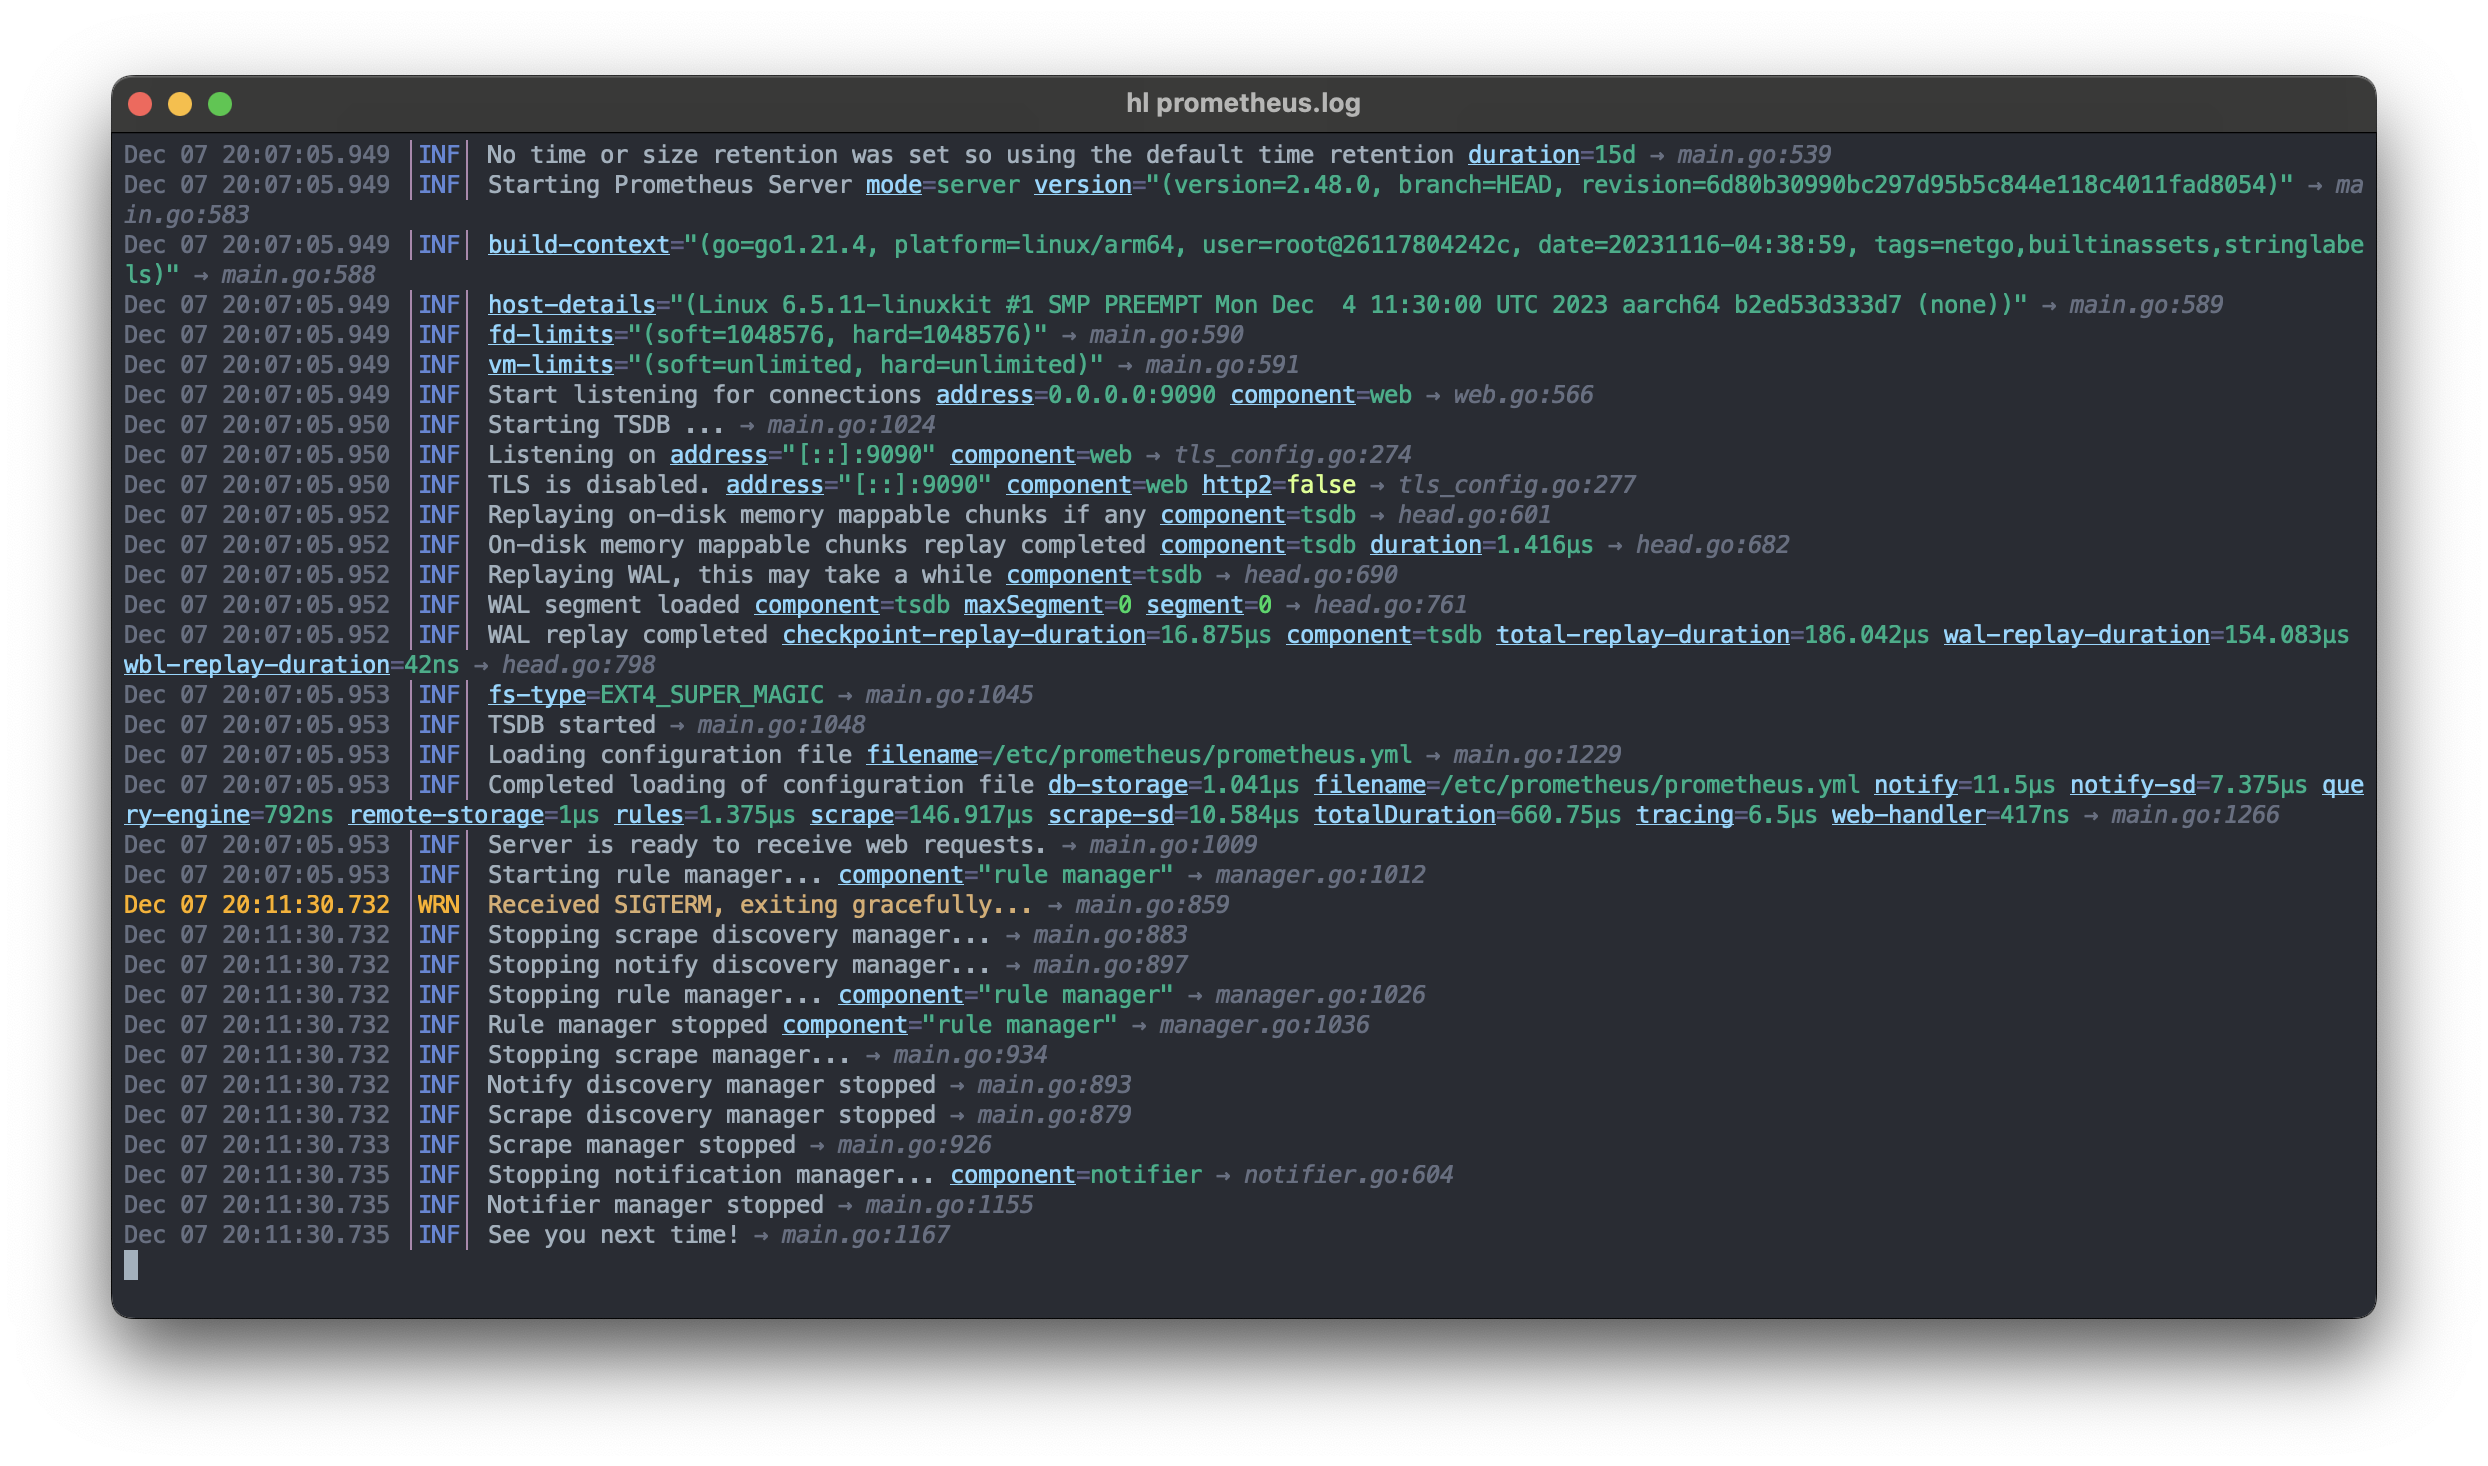 hl prometheus.log
Dec 07 20:07:05.949 |INF| No time or size retention was set so using the default time retention duration=15d → main.go:539
Dec 07 20:07:05.949 |INF| Starting Prometheus Server mode=server version="(version=2.48.0, branch=HEAD, revision=6d80b30990bc297d95b5c844e118c4011fad8054)" → ma
in.go:583
Dec 07 20:07:05.949 |INF| build-context="(go=go1.21.4, platform=linux/arm64, user=root@26117804242c, date=20231116-04:38:59, tags=netgo,builtinassets,stringlabe
ls)" → main.go:588
Dec 07 20:07:05.949 |INF| host-details="(Linux 6.5.11-linuxkit #1 SMP PREEMPT Mon Dec  4 11:30:00 UTC 2023 aarch64 b2ed53d333d7 (none))" → main.go:589
Dec 07 20:07:05.949 |INF| fd-limits="(soft=1048576, hard=1048576)" → main.go:590
Dec 07 20:07:05.949 |INF| vm-limits="(soft=unlimited, hard=unlimited)" → main.go:591
Dec 07 20:07:05.949 |INF| Start listening for connections address=0.0.0.0:9090 component=web → web.go:566
Dec 07 20:07:05.950 |INF| Starting TSDB ... → main.go:1024
Dec 07 20:07:05.950 |INF| Listening on address="[::]:9090" component=web → tls_config.go:274
Dec 07 20:07:05.950 |INF| TLS is disabled. address="[::]:9090" component=web http2=false → tls_config.go:277
Dec 07 20:07:05.952 |INF| Replaying on-disk memory mappable chunks if any component=tsdb → head.go:601
Dec 07 20:07:05.952 |INF| On-disk memory mappable chunks replay completed component=tsdb duration=1.416µs → head.go:682
Dec 07 20:07:05.952 |INF| Replaying WAL, this may take a while component=tsdb → head.go:690
Dec 07 20:07:05.952 |INF| WAL segment loaded component=tsdb maxSegment=0 segment=0 → head.go:761
Dec 07 20:07:05.952 |INF| WAL replay completed checkpoint-replay-duration=16.875µs component=tsdb total-replay-duration=186.042µs wal-replay-duration=154.083µs
wbl-replay-duration=42ns → head.go:798
Dec 07 20:07:05.953 |INF| fs-type=EXT4_SUPER_MAGIC → main.go:1045
Dec 07 20:07:05.953 |INF| TSDB started → main.go:1048
Dec 07 20:07:05.953 |INF| Loading configuration file filename=/etc/prometheus/prometheus.yml → main.go:1229
Dec 07 20:07:05.953 |INF| Completed loading of configuration file db-storage=1.041µs filename=/etc/prometheus/prometheus.yml notify=11.5µs notify-sd=7.375µs que
ry-engine=792ns remote-storage=1µs rules=1.375µs scrape=146.917µs scrape-sd=10.584µs totalDuration=660.75µs tracing=6.5µs web-handler=417ns → main.go:1266
Dec 07 20:07:05.953 |INF| Server is ready to receive web requests. → main.go:1009
Dec 07 20:07:05.953 |INF| Starting rule manager... component="rule manager" → manager.go:1012
Dec 07 20:11:30.732 |WRN| Received SIGTERM, exiting gracefully... → main.go:859
Dec 07 20:11:30.732 |INF| Stopping scrape discovery manager... → main.go:883
Dec 07 20:11:30.732 |INF| Stopping notify discovery manager... → main.go:897
Dec 07 20:11:30.732 |INF| Stopping rule manager... component="rule manager" → manager.go:1026
Dec 07 20:11:30.732 |INF| Rule manager stopped component="rule manager" → manager.go:1036
Dec 07 20:11:30.732 |INF| Stopping scrape manager... → main.go:934
Dec 07 20:11:30.732 |INF| Notify discovery manager stopped → main.go:893
Dec 07 20:11:30.732 |INF| Scrape discovery manager stopped → main.go:879
Dec 07 20:11:30.733 |INF| Scrape manager stopped → main.go:926
Dec 07 20:11:30.735 |INF| Stopping notification manager... component=notifier → notifier.go:604
Dec 07 20:11:30.735 |INF| Notifier manager stopped → main.go:1155
Dec 07 20:11:30.735 |INF| See you next time! → main.go:1167